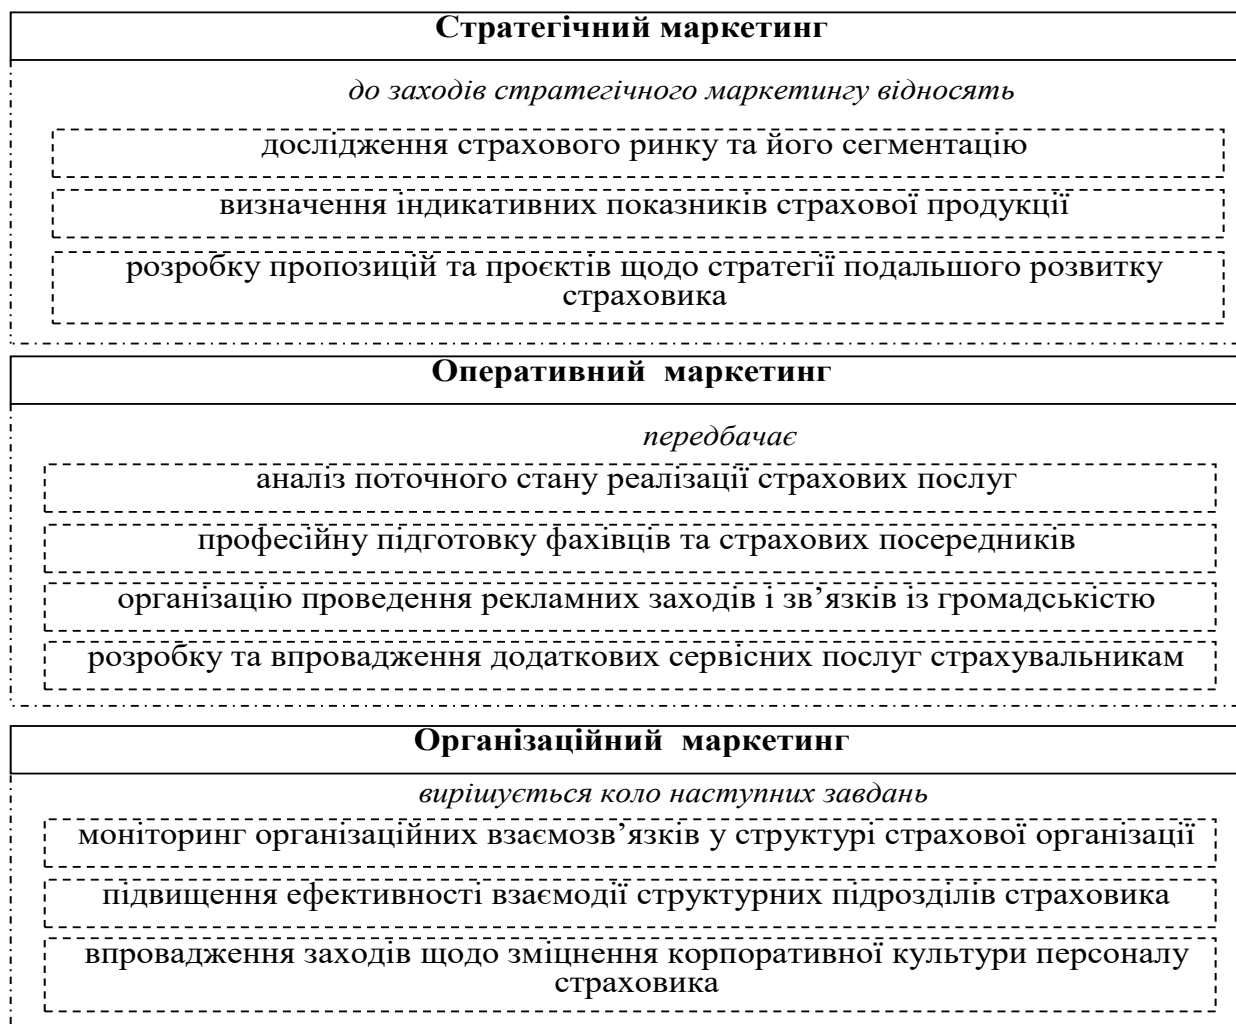 Стратегічний маркетинг
до заходів стратегічного маркетингу відносять
дослідження страхового ринку та його сегментацію
визначення індикативних показників страхової продукції
розробку пропозицій та проєктів щодо стратегії подальшого розвитку
страховика
Оперативний маркетинг
передбачає
аналіз поточного стану реалізації страхових послуг
професійну підготовку фахівців та страхових посередників
організацію проведення рекламних заходів і зв’язків із громадськістю
розробку та впровадження додаткових сервісних послуг страхувальникам
Організаційний маркетинг
вирішується коло наступних завдань
моніторинг організаційних взаємозв’язків у структурі страхової організації
підвищення ефективності взаємодії структурних підрозділів страховика
впровадження заходів щодо зміцнення корпоративної культури персоналу
страховика